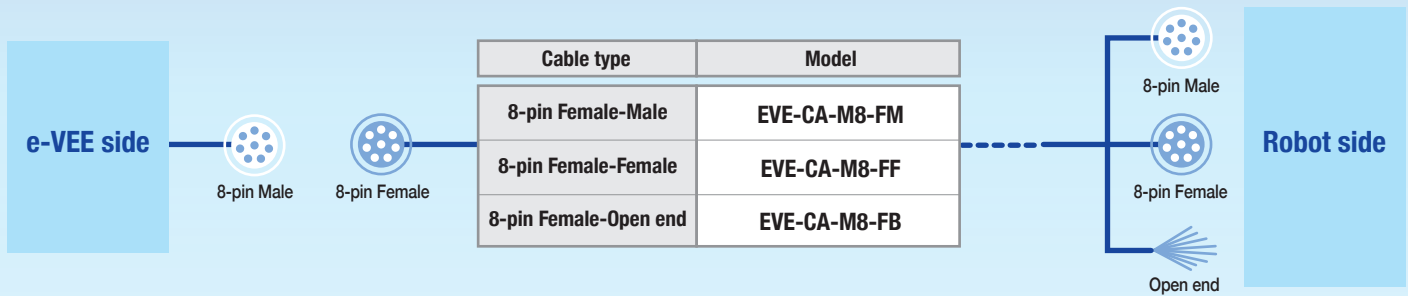 e-VEE side
8-pin Male
8-pin Female
Cable type Model
8-pin Female-Male EVE-CA-M8-FM
8-pin Female-Female EVE-CA-M8-FF
8-pin Female-Open end EVE-CA-M8-FB
8-pin Male
8-pin Female
Open end
Robot side